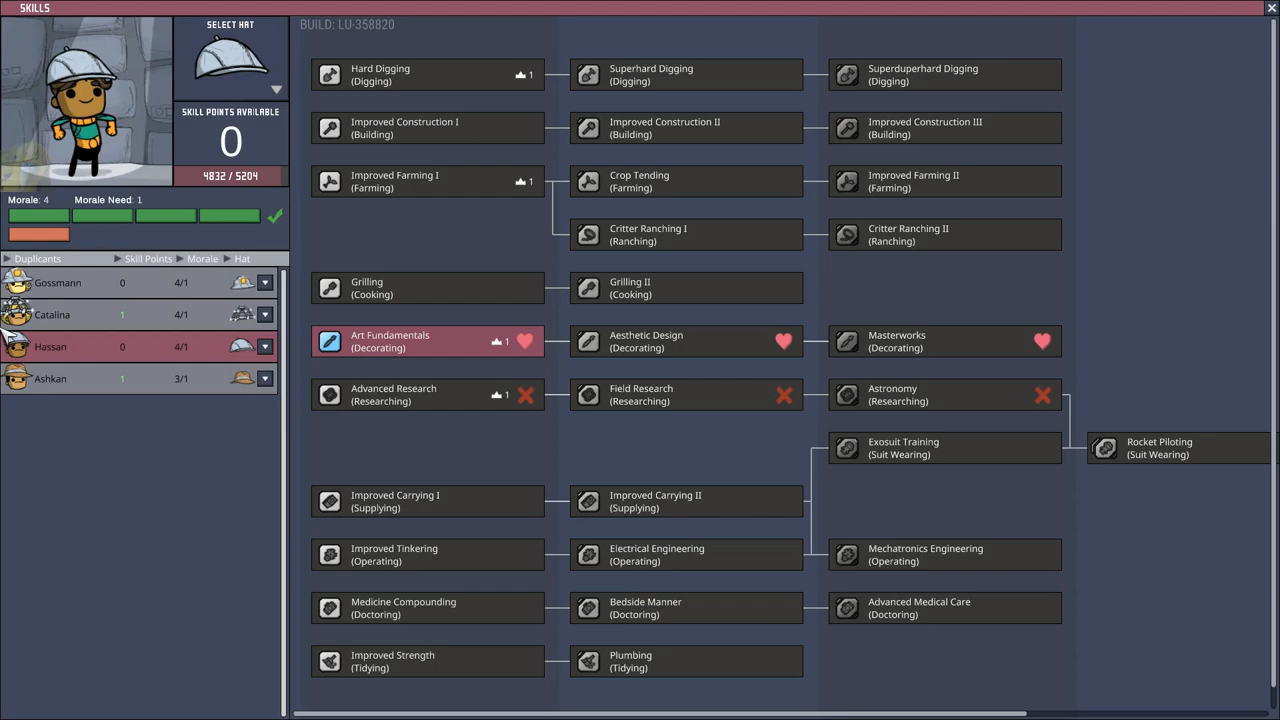 SKILLS
SELECT HAT
SKILL POINTS AVAILABLE
0
4832 / 5204
Morale: 4 Morale Need: 1
Duplicants Skill Points Morale Hat
Gossmann 0 4/1
Catalina 1 4/1
Hassan 0 4/1
Ashkan 1 3/1
BUILD: LU-358820
Hard Digging
(Digging)
1
Superhard Digging
(Digging)
Superduperhard Digging
(Digging)
Improved Construction I
(Building)
Improved Construction II
(Building)
Improved Construction III
(Building)
Improved Farming I
(Farming)
1
Crop Tending
(Farming)
Improved Farming II
(Farming)
Critter Ranching I
(Ranching)
Critter Ranching II
(Ranching)
Grilling
(Cooking)
Grilling II
(Cooking)
Art Fundamentals
(Decorating)
1
Aesthetic Design
(Decorating)
Masterworks
(Decorating)
Advanced Research
(Researching)
1
Field Research
(Researching)
Astronomy
(Researching)
Exosuit Training
(Suit Wearing)
Rocket Piloting
(Suit Wearing)
Improved Carrying I
(Supplying)
Improved Carrying II
(Supplying)
Improved Tinkering
(Operating)
Electrical Engineering
(Operating)
Mechatronics Engineering
(Operating)
Medicine Compounding
(Doctoring)
Bedside Manner
(Doctoring)
Advanced Medical Care
(Doctoring)
Improved Strength
(Tidying)
Plumbing
(Tidying)